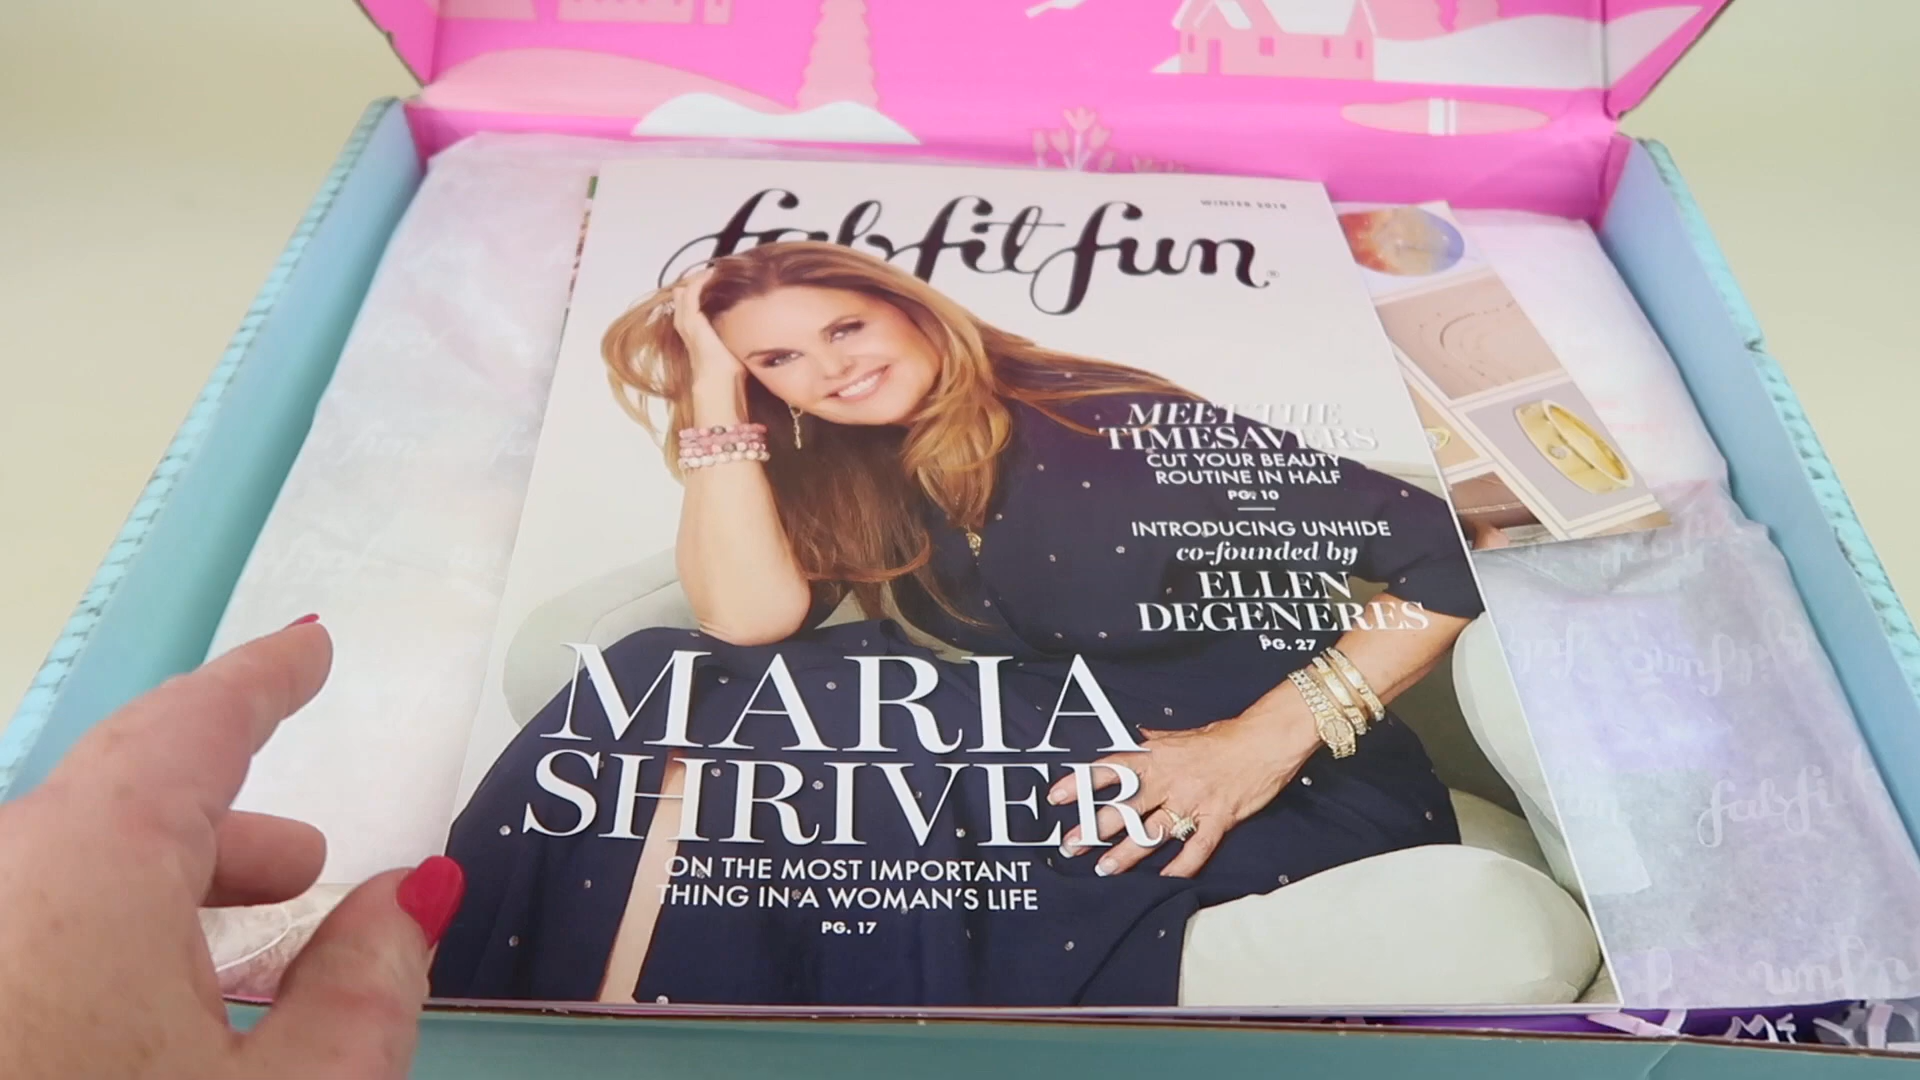 WINTER 2018
fabfitfun
MEET THE
TIMESAVERS
CUT YOUR BEAUTY
ROUTINE IN HALF
PG. 10
INTRODUCING UNHIDE
co-founded by
ELLEN
DEGENERES
PG. 27
MARIA
SHRIVER
ON THE MOST IMPORTANT
THING IN A WOMAN'S LIFE
PG. 17